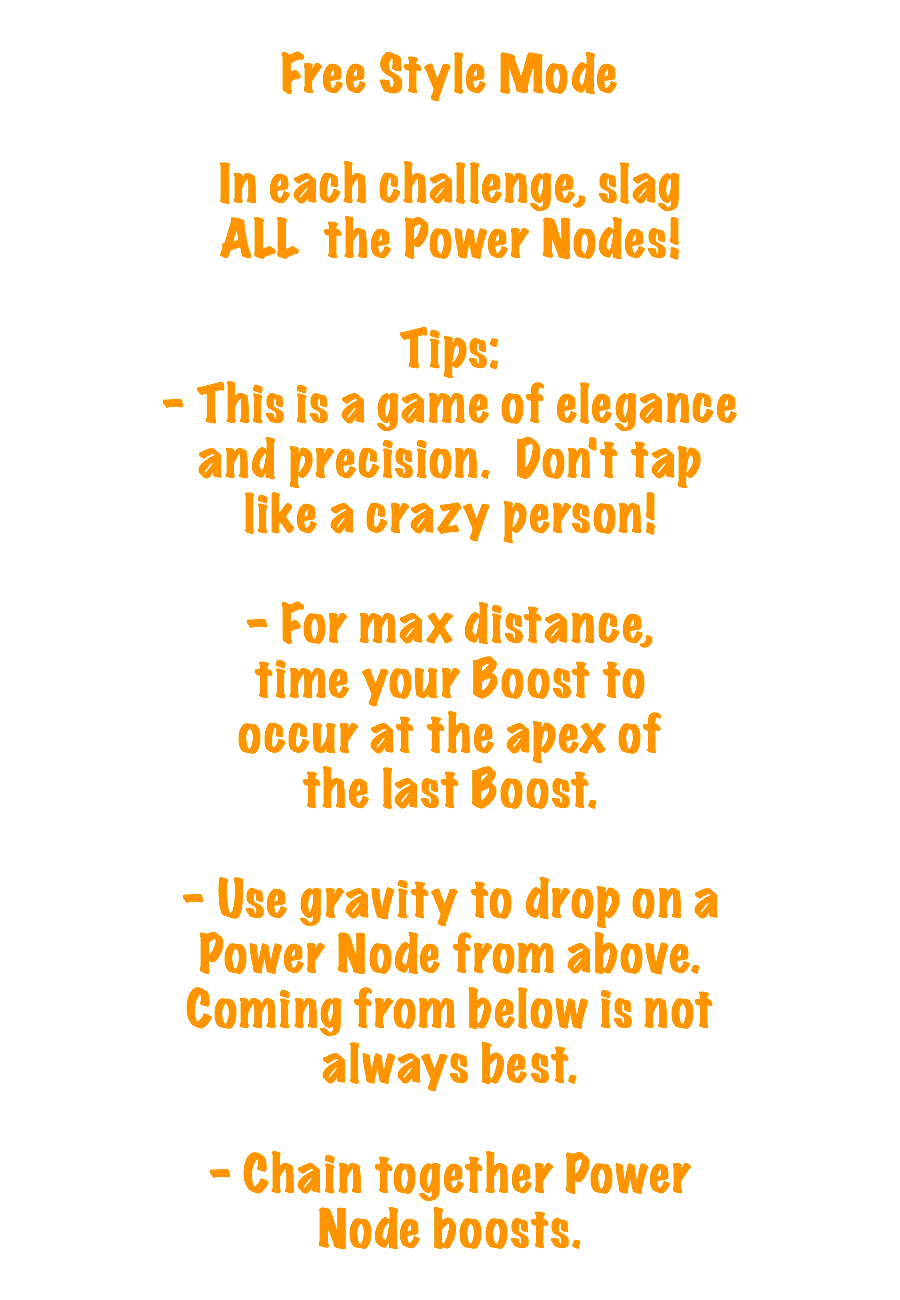 Free Style Mode
In each challenge, slag
ALL  the Power Nodes!
Tips:
- This is a game of elegance
and precision.  Don't tap
like a crazy person!
- For max distance,
time your Boost to
occur at the apex of
the last Boost.
- Use gravity to drop on a
Power Node from above.
Coming from below is not
always best.
- Chain together Power
Node boosts.